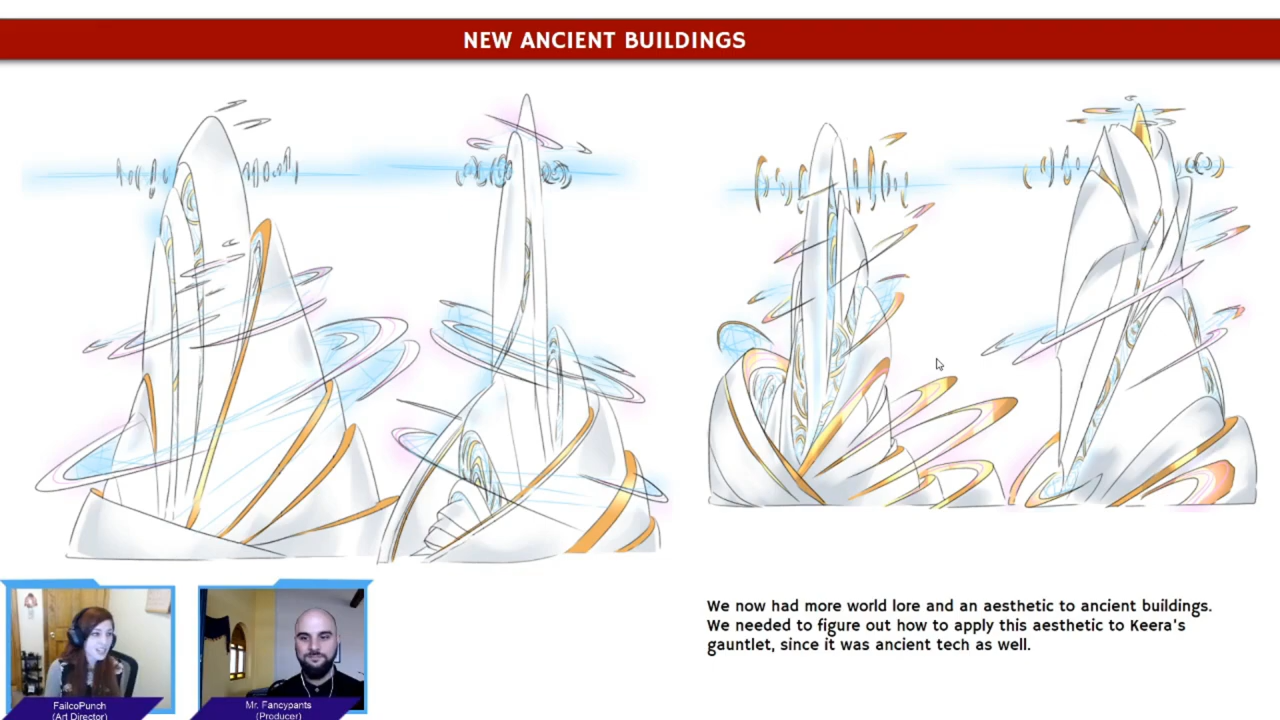 NEW ANCIENT BUILDINGS
We now had more world lore and an aesthetic to ancient buildings.
We needed to figure out how to apply this aesthetic to Keera's
gauntlet, since it was ancient tech as well.
FailcoPunch
(Art Director)
Mr. Fancypants
(Producer)